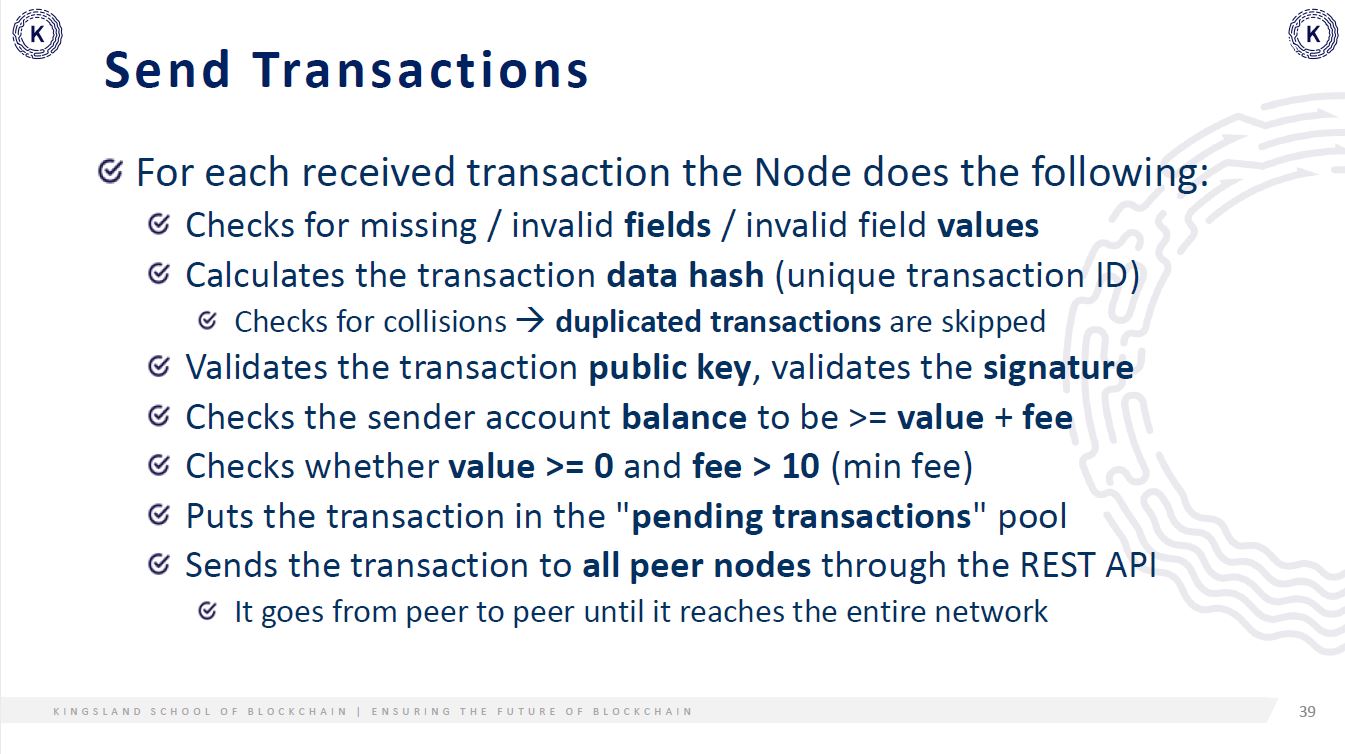 K
K
Send Transactions
For each received transaction the Node does the following:
Checks for missing / invalid fields / invalid field values
Calculates the transaction data hash (unique transaction ID)
Checks for collisions → duplicated transactions are skipped
Validates the transaction public key, validates the signature
Checks the sender account balance to be >= value + fee
Checks whether value >= 0 and fee > 10 (min fee)
Puts the transaction in the "pending transactions" pool
Sends the transaction to all peer nodes through the REST API
It goes from peer to peer until it reaches the entire network
KINGSLAND SCHOOL OF BLOCKCHAIN | ENSURING THE FUTURE OF BLOCKCHAIN
39